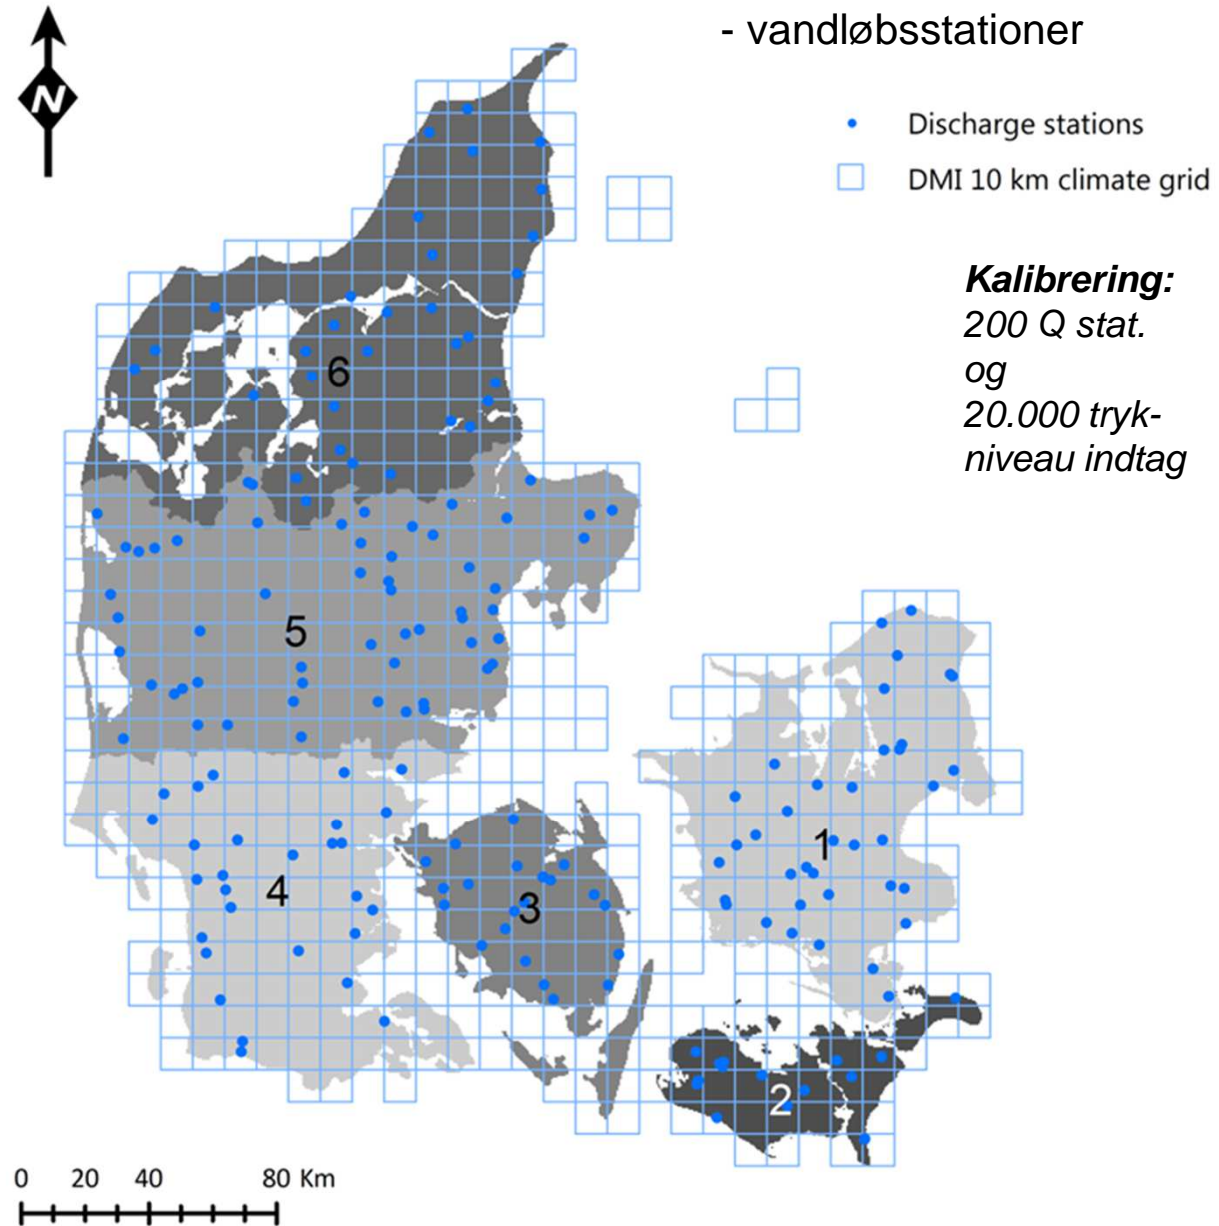 - vandløbsstationer
N
Discharge stations
DMI 10 km climate grid
Kalibrering:
200 Q stat.
og
20.000 tryk-
niveau indtag
6
5
1
4
3
2
0 20 40 80 Km